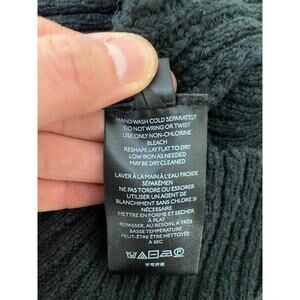 HAND WASH COLD SEPARATELY
DO NOT WRING OR TWIST
USE ONLY NON-CHLORINE
BLEACH
RESHAPE LAY FLAT TO DRY
LOW IRON AS NEEDED
MAY BE DRY CLEANED
LAVER À LA MAIN À L'EAU FROIDE
SÉPARÉMEN
NE PAS TORDRE OU ESSORER
UTILISER UN AGENT DE
BLANCHIMENT SANS CHLORE SI
NÉCESSAIRE.
METTRE EN FORME ET SÉCHER
À PLAT
REPASSER, AU BESOIN, À TRÈS
BASSE TEMPÉRATURE
PEUT-ÊTRE ÊTRE NETTOYÉE
À SEC